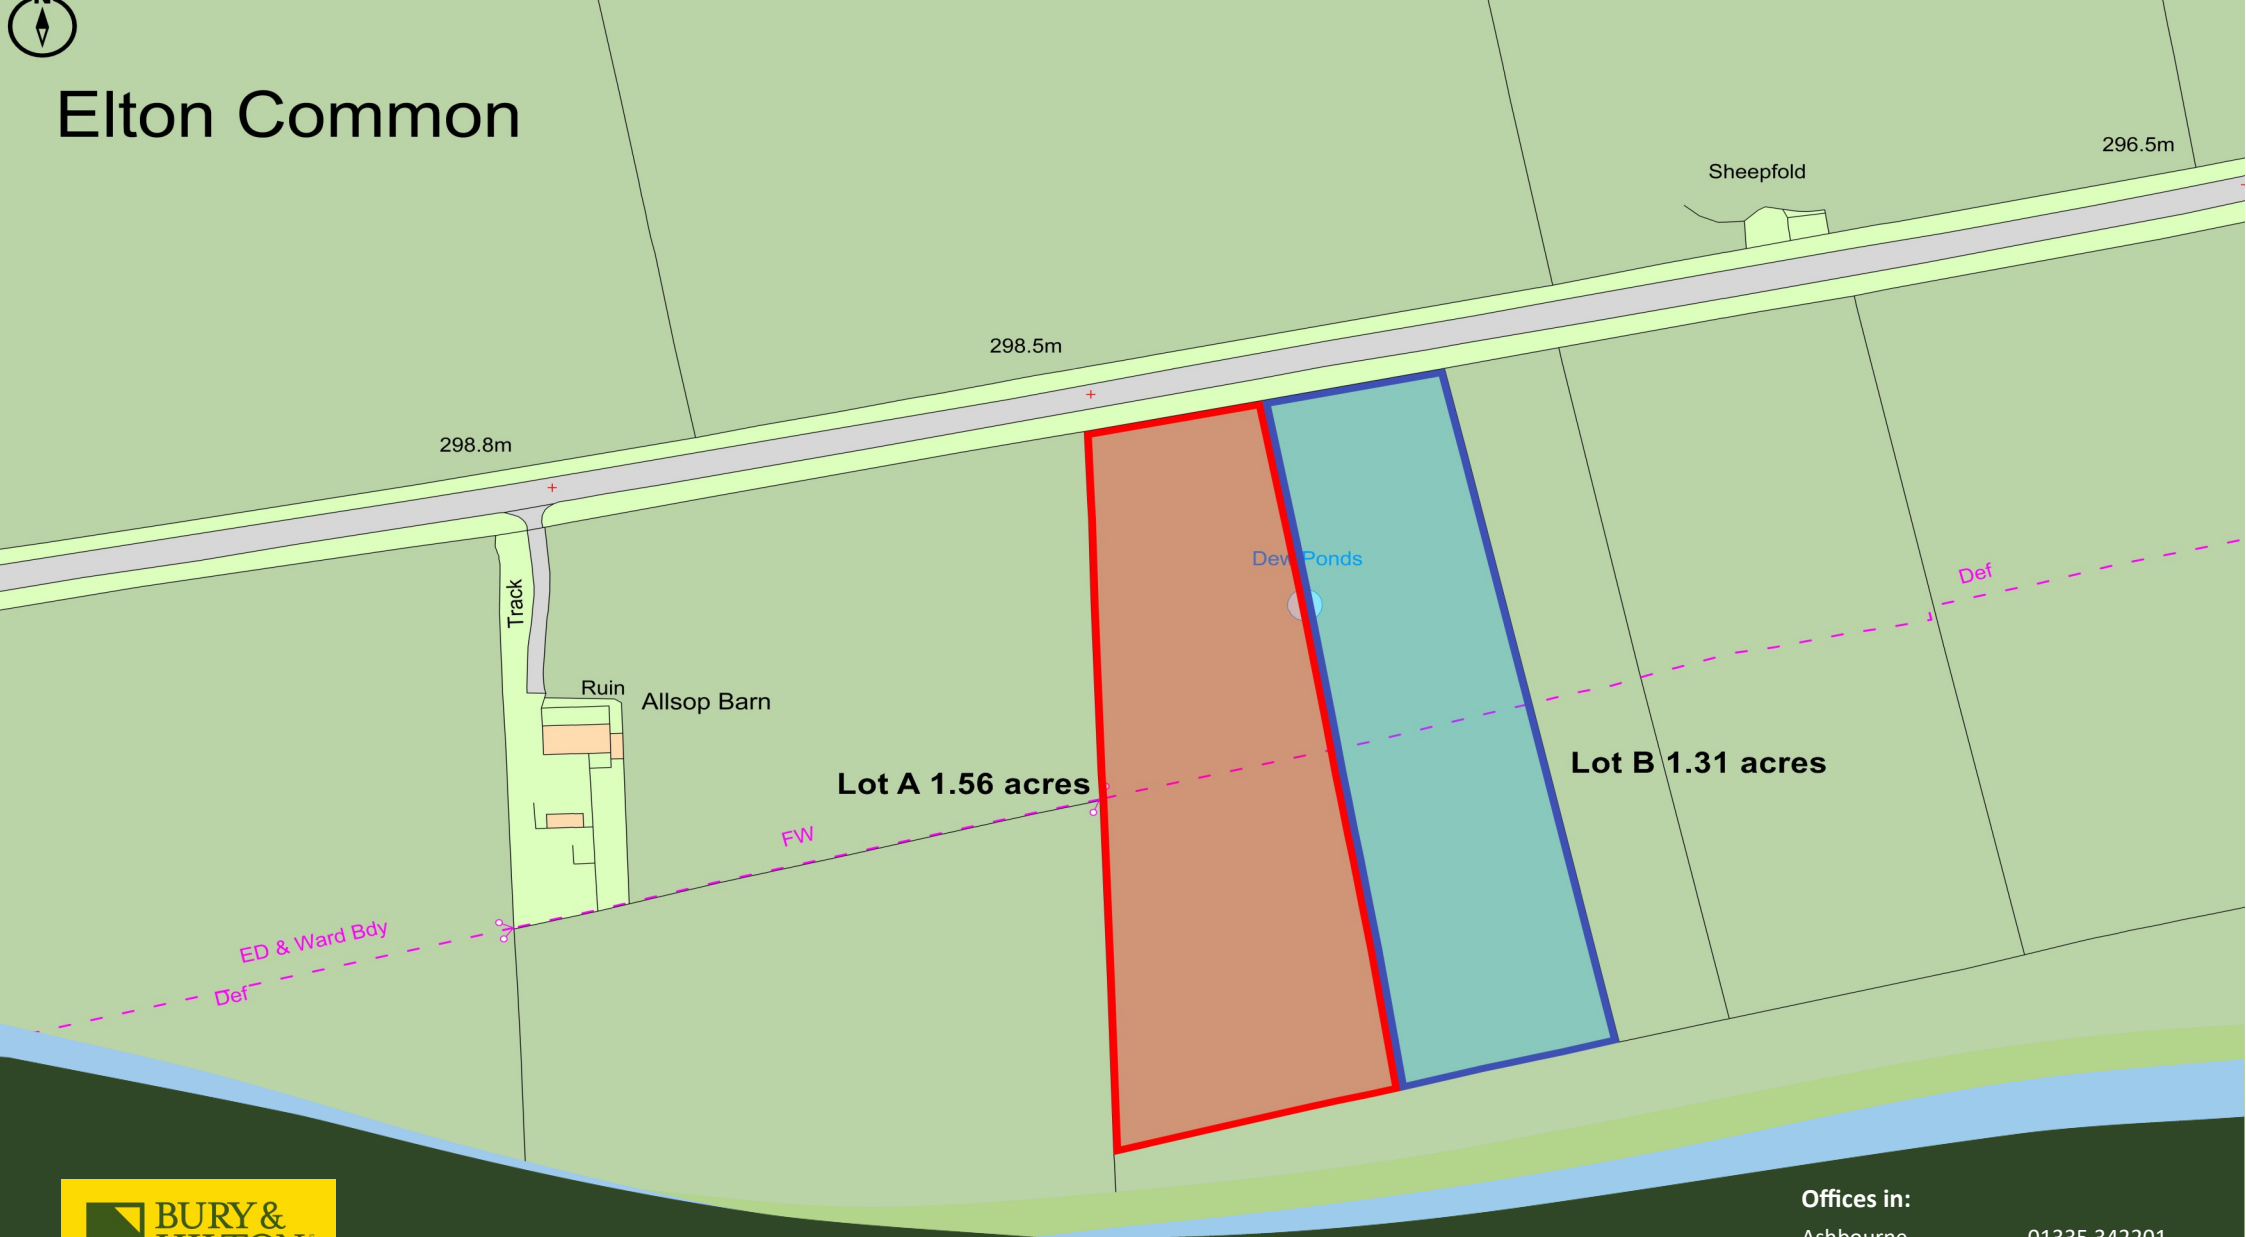 Elton Common
296.5m
Sheepfold
298.5m
298.8m
Dew Ponds
Def
Track
Ruin
Allsop Barn
Lot B 1.31 acres
Lot A 1.56 acres
FW
ED & Ward Bdy
Def
Offices in:
BURY &